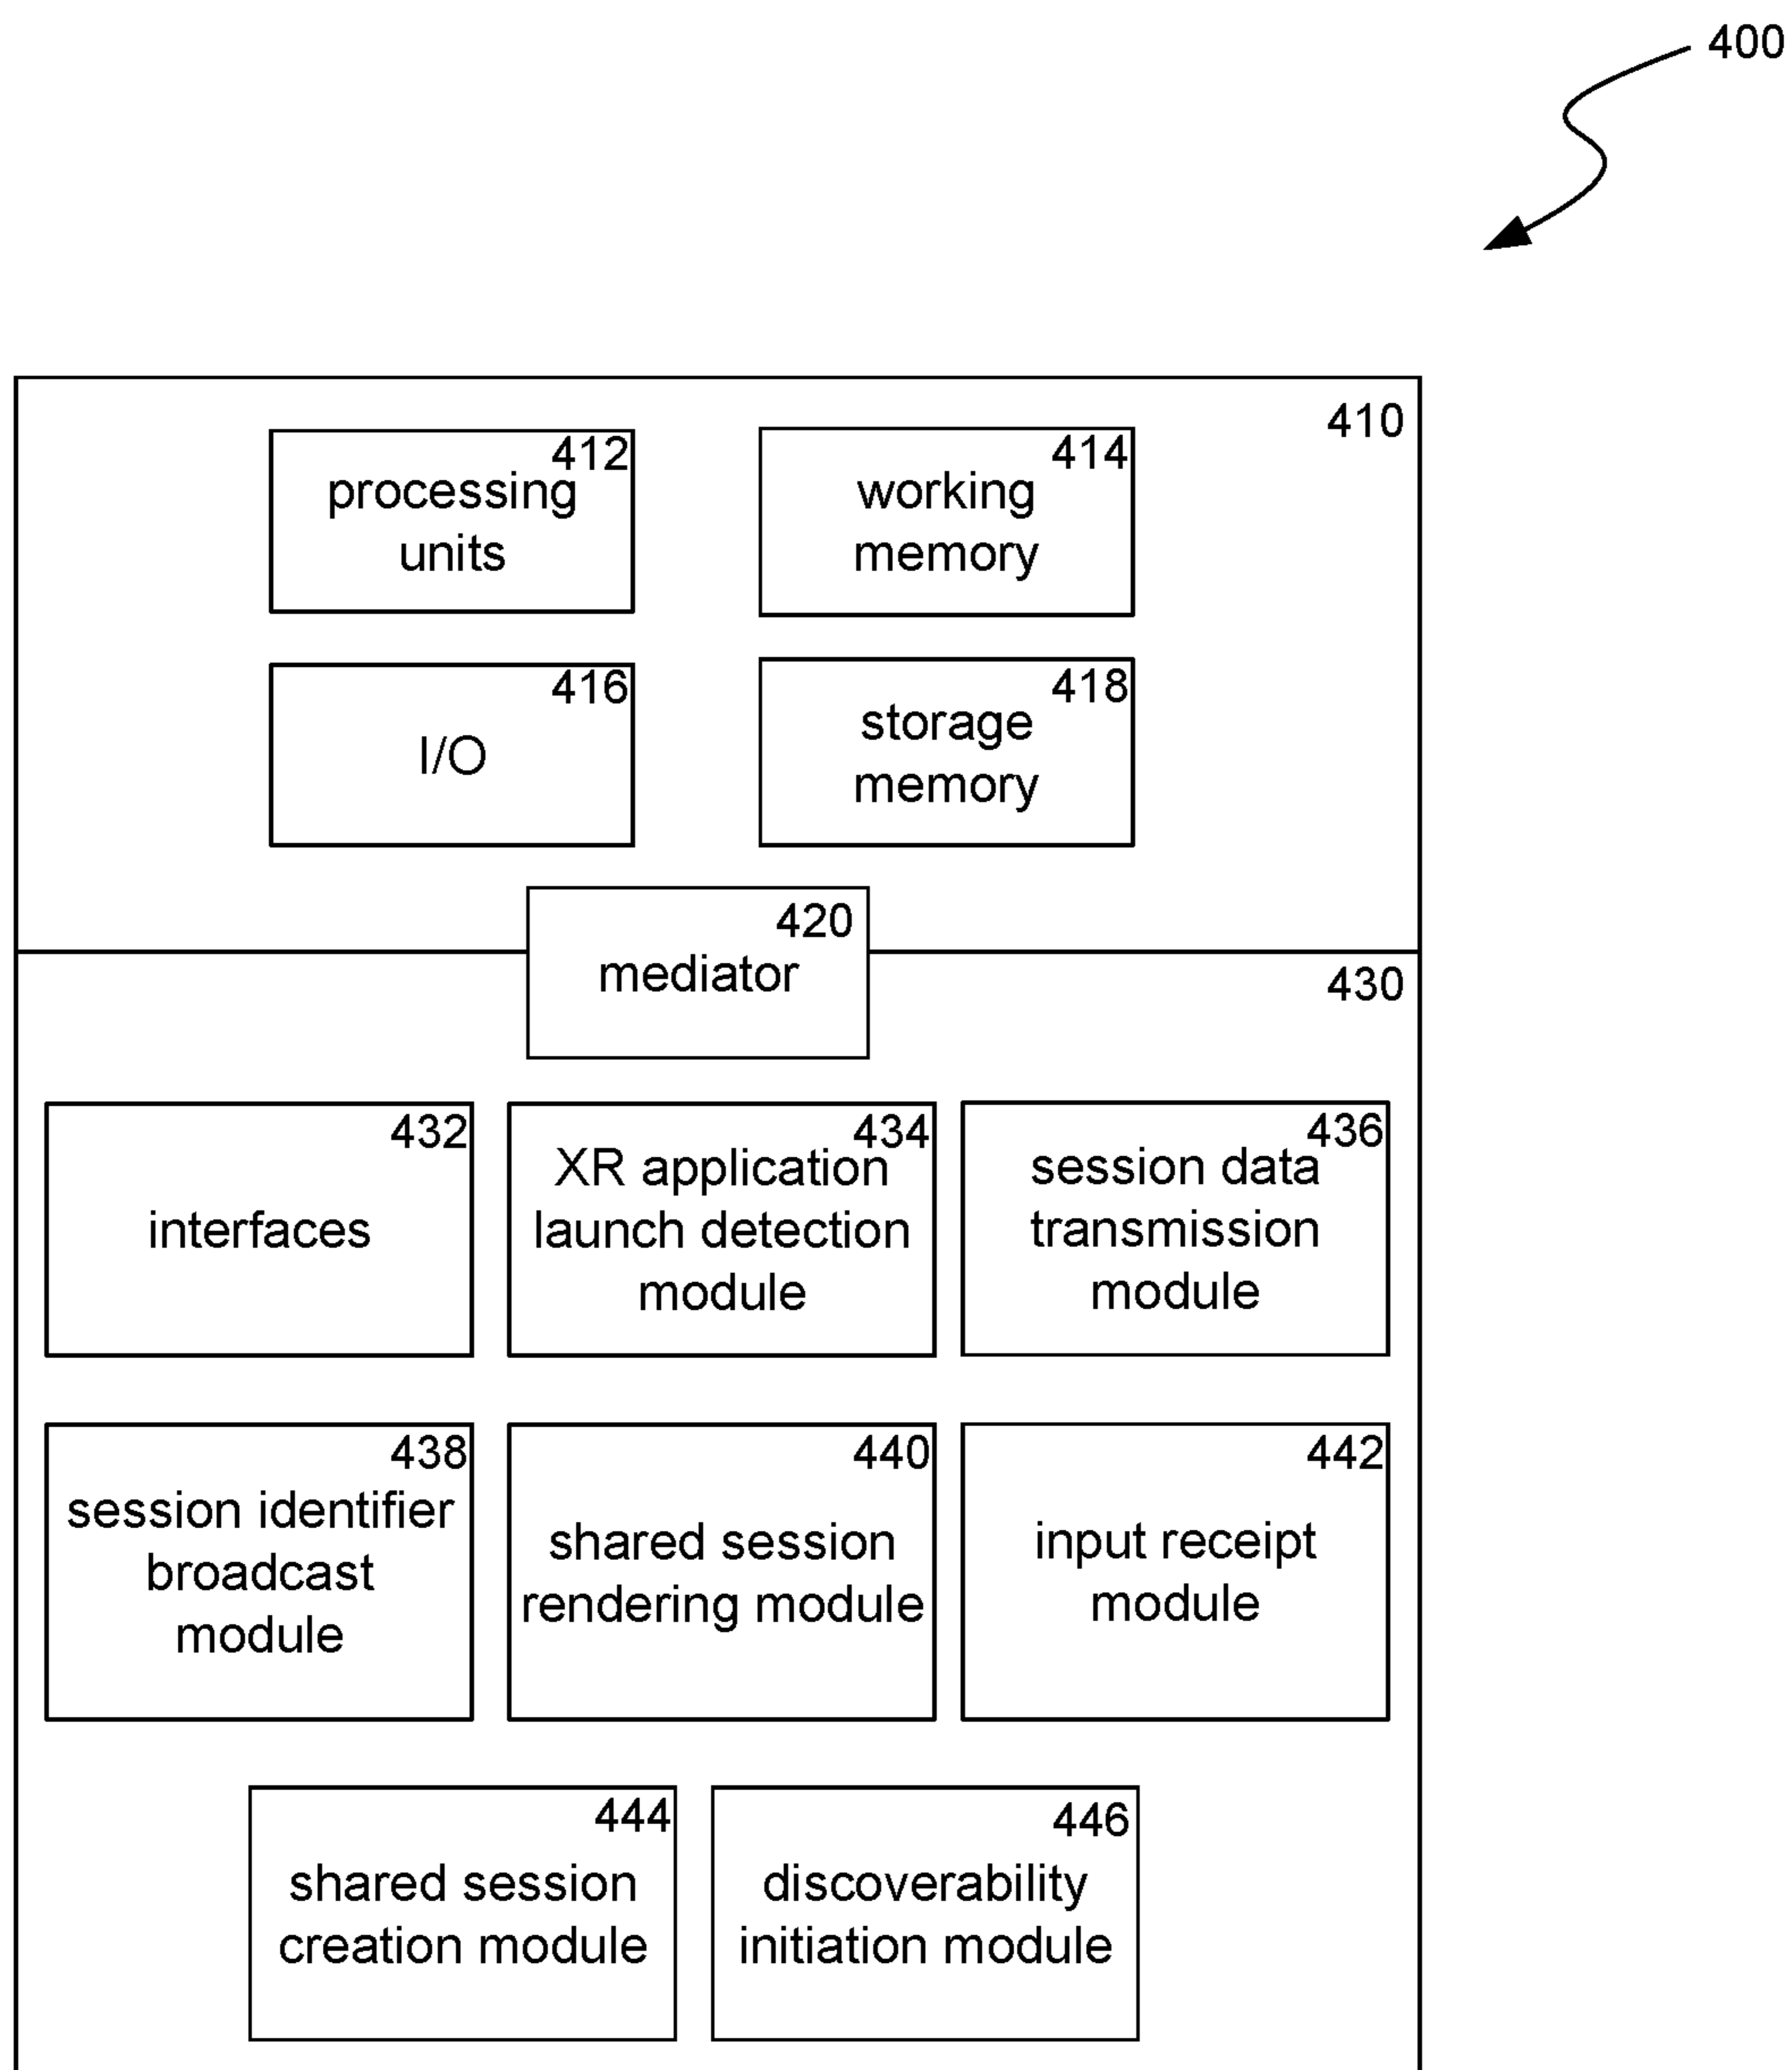 400
410
412
processing
units
414
working
memory
416
I/O
418
storage
memory
420
mediator
430
432
interfaces
434
XR application
launch detection
module
436
session data
transmission
module
438
session identifier
broadcast
module
440
shared session
rendering module
442
input receipt
module
444
shared session
creation module
446
discoverability
initiation module